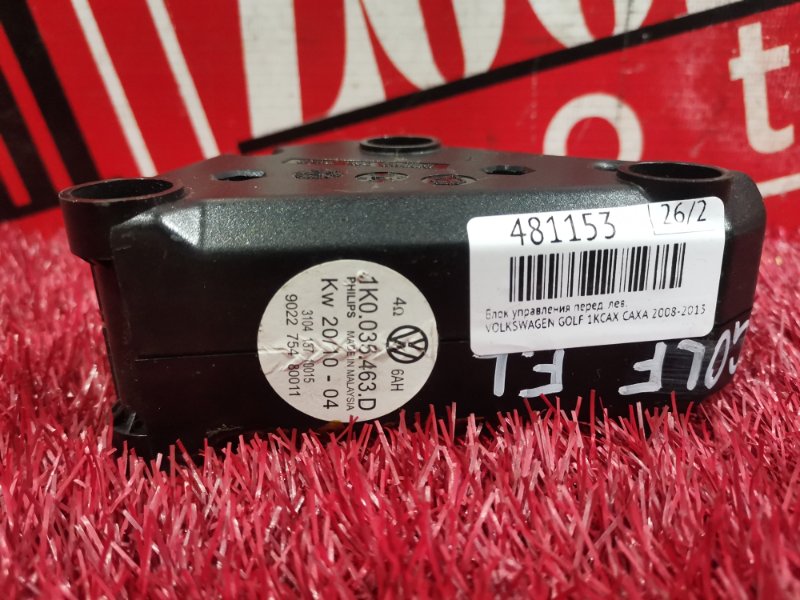 481153
26/2
Блок управления перед. лев.
VOLKSWAGEN GOLF 1KCAX CAXA 2008-2013
4Ω
6AH
1K0.035.463.D
PHILIPS MADE IN MALAYSIA
Kw 20/10 - 04
9022 754 80011
GOLF
F.L